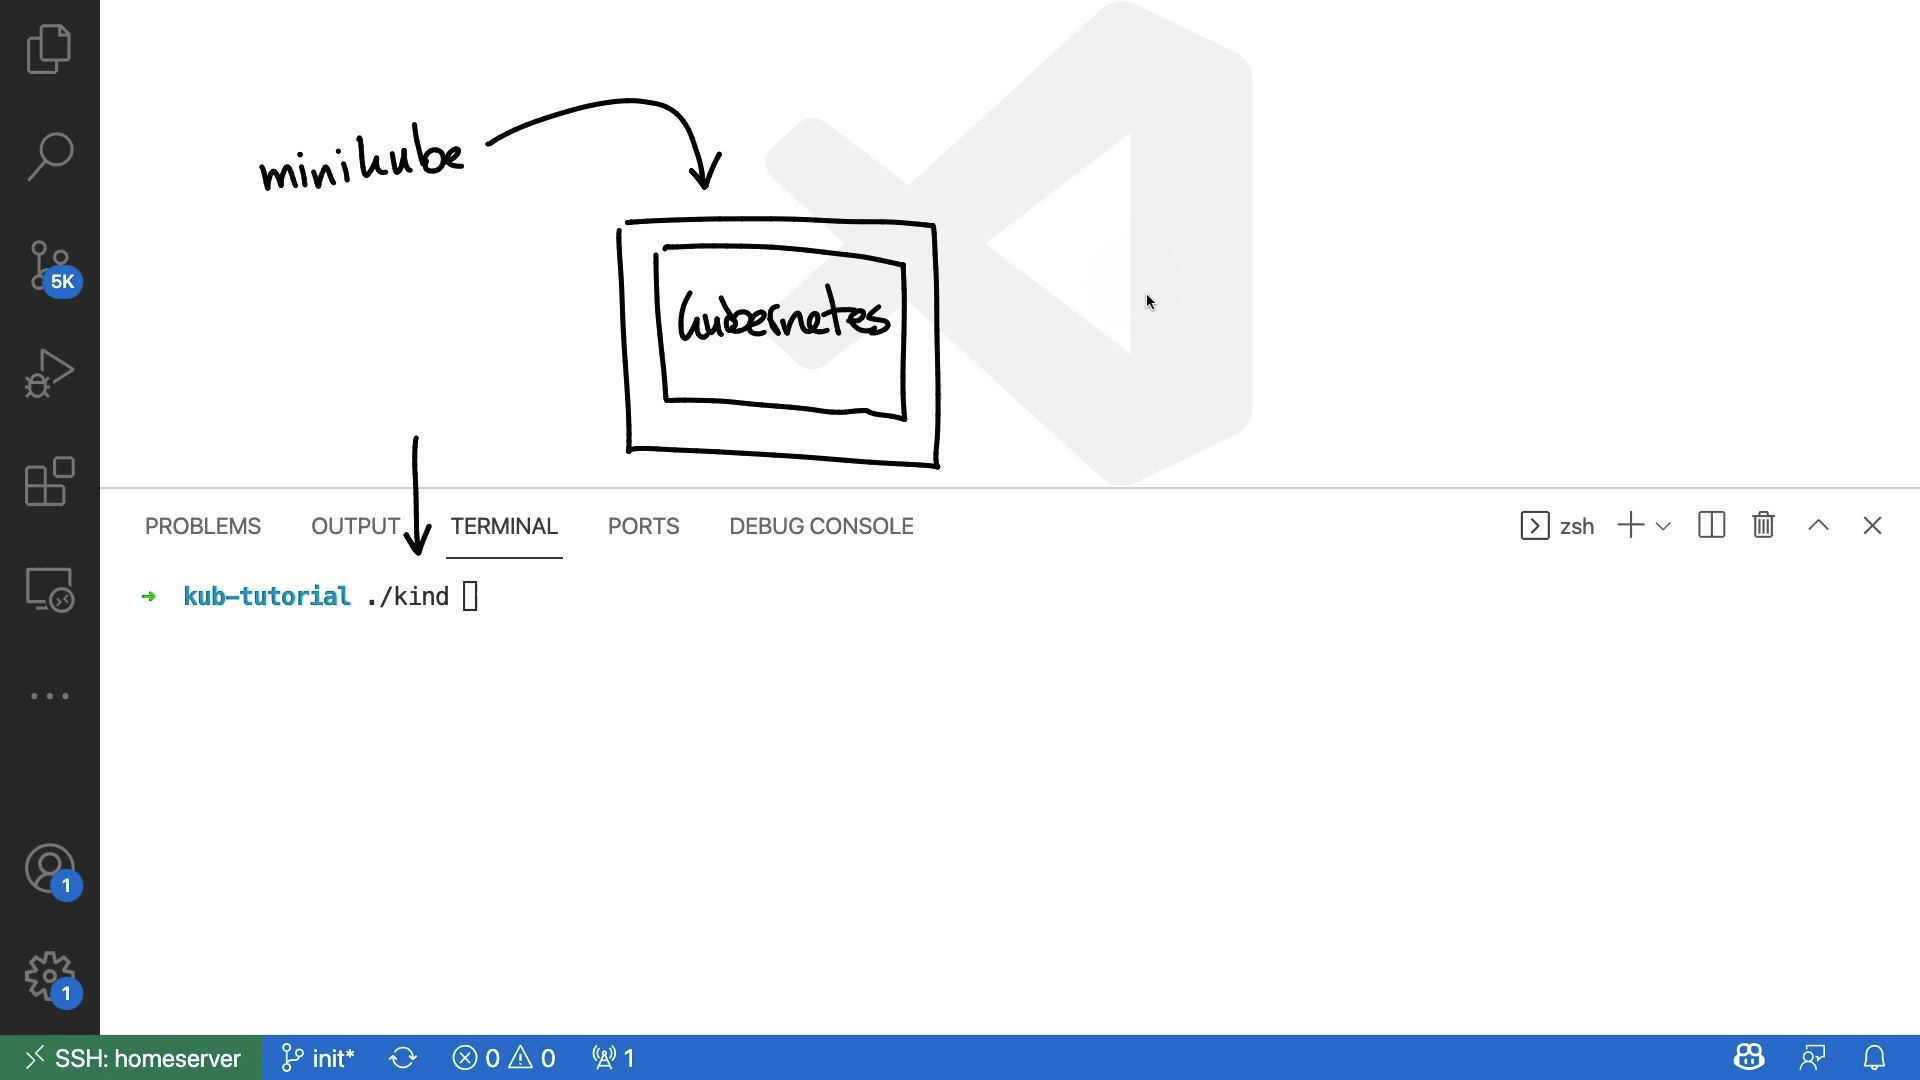 minikube
kubernetes
5K
PROBLEMS OUTPUT TERMINAL PORTS DEBUG CONSOLE zsh
➜ kub-tutorial ./kind
1
1
SSH: homeserver init* 0 0 1